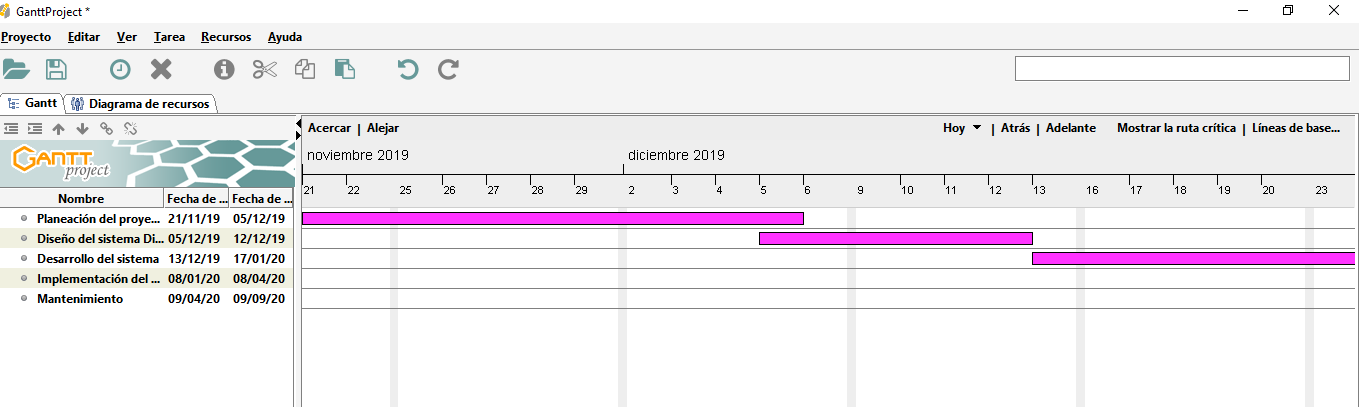 GanttProject *
Proyecto Editar Ver Tarea Recursos Ayuda
Gantt Diagrama de recursos
Acercar | Alejar Hoy | Atrás | Adelante Mostrar la ruta crítica | Líneas de base...
GANTT project
noviembre 2019 diciembre 2019
21 22 25 26 27 28 29 2 3 4 5 6 9 10 11 12 13 16 17 18 19 20 23
Nombre Fecha de ... Fecha de ...
Planeación del proye... 21/11/19 05/12/19
Diseño del sistema Di... 05/12/19 12/12/19
Desarrollo del sistema 13/12/19 17/01/20
Implementación del ... 08/01/20 08/04/20
Mantenimiento 09/04/20 09/09/20